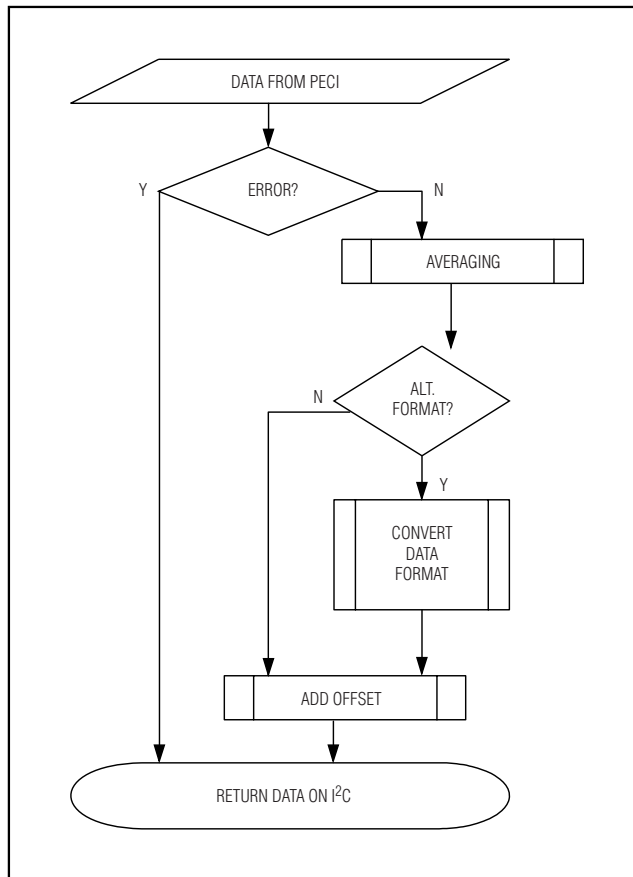 DATA FROM PECI
Y
ERROR?
N
AVERAGING
N
ALT.
FORMAT?
Y
CONVERT
DATA
FORMAT
ADD OFFSET
RETURN DATA ON I²C